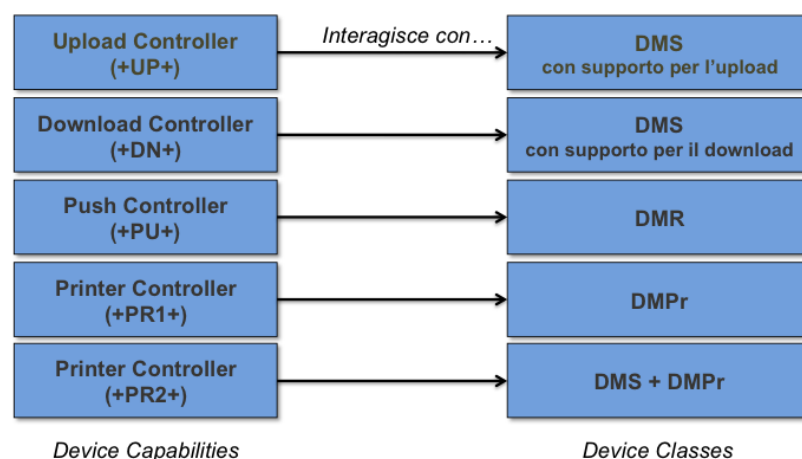 Upload Controller
(+UP+)
Interagisce con…
DMS
con supporto per l'upload
Download Controller
(+DN+)
DMS
con supporto per il download
Push Controller
(+PU+)
DMR
Printer Controller
(+PR1+)
DMPr
Printer Controller
(+PR2+)
DMS + DMPr
Device Capabilities
Device Classes